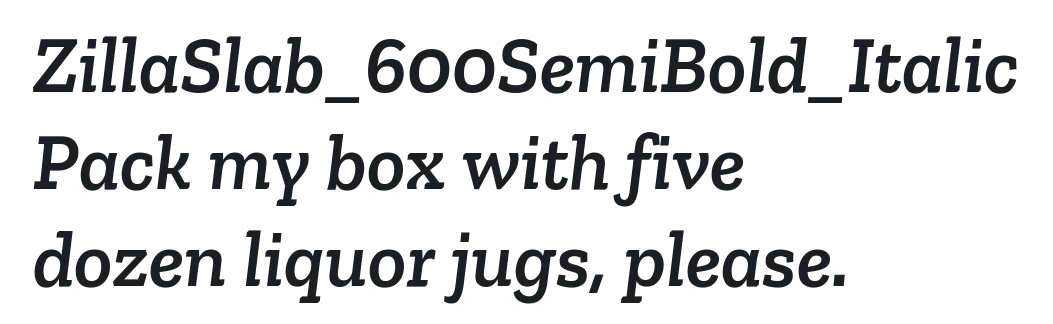 ZillaSlab_600SemiBold_Italic
Pack my box with five
dozen liquor jugs, please.